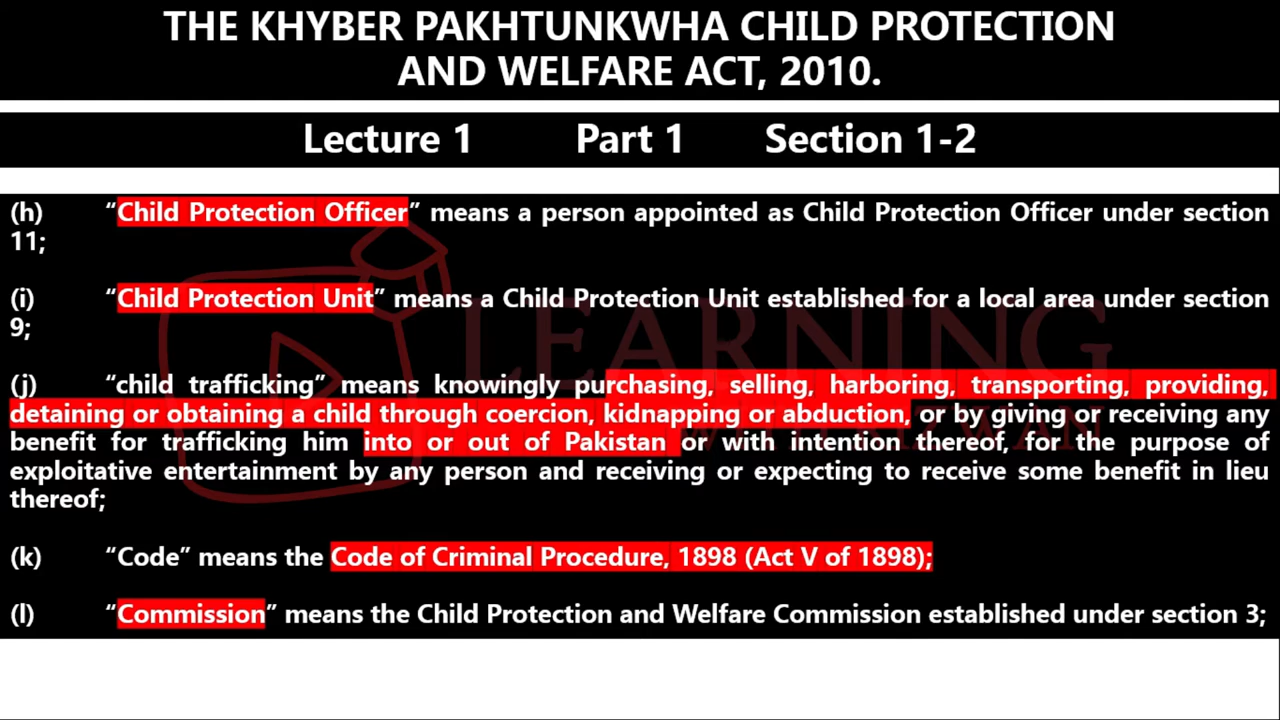 THE KHYBER PAKHTUNKWHA CHILD PROTECTION
AND WELFARE ACT, 2010.
Lecture 1 Part 1 Section 1-2
(h) “Child Protection Officer” means a person appointed as Child Protection Officer under section
11;
(i) “Child Protection Unit” means a Child Protection Unit established for a local area under section
9;
(j) “child trafficking” means knowingly purchasing, selling, harboring, transporting, providing,
detaining or obtaining a child through coercion, kidnapping or abduction, or by giving or receiving any
benefit for trafficking him into or out of Pakistan or with intention thereof, for the purpose of
exploitative entertainment by any person and receiving or expecting to receive some benefit in lieu
thereof;
(k) “Code” means the Code of Criminal Procedure, 1898 (Act V of 1898);
(l) “Commission” means the Child Protection and Welfare Commission established under section 3;
LEARNING